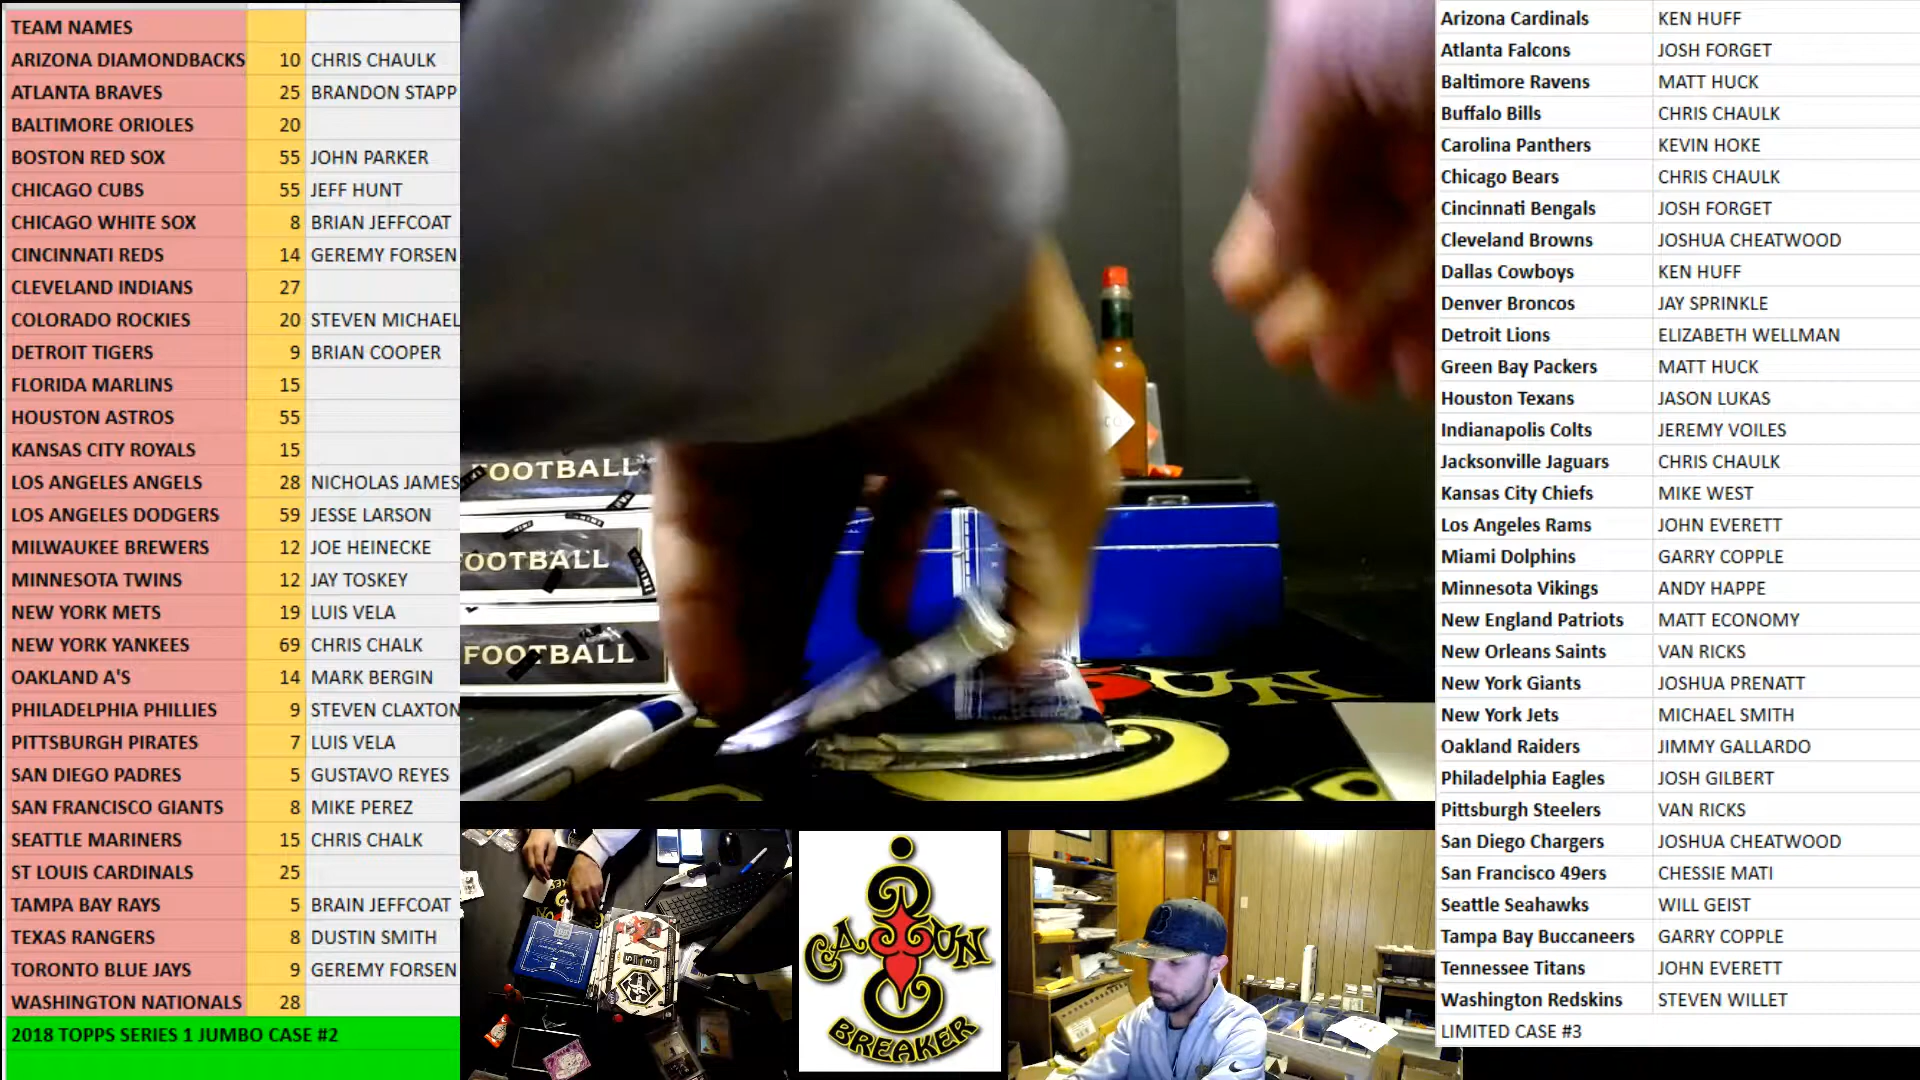 TEAM NAMES
ARIZONA DIAMONDBACKS 10 CHRIS CHAULK
ATLANTA BRAVES 25 BRANDON STAPP
BALTIMORE ORIOLES 20
BOSTON RED SOX 55 JOHN PARKER
CHICAGO CUBS 55 JEFF HUNT
CHICAGO WHITE SOX 8 BRIAN JEFFCOAT
CINCINNATI REDS 14 GEREMY FORSEN
CLEVELAND INDIANS 27
COLORADO ROCKIES 20 STEVEN MICHAEL
DETROIT TIGERS 9 BRIAN COOPER
FLORIDA MARLINS 15
HOUSTON ASTROS 55
KANSAS CITY ROYALS 15
LOS ANGELES ANGELS 28 NICHOLAS JAMES
LOS ANGELES DODGERS 59 JESSE LARSON
MILWAUKEE BREWERS 12 JOE HEINECKE
MINNESOTA TWINS 12 JAY TOSKEY
NEW YORK METS 19 LUIS VELA
NEW YORK YANKEES 69 CHRIS CHALK
OAKLAND A'S 14 MARK BERGIN
PHILADELPHIA PHILLIES 9 STEVEN CLAXTON
PITTSBURGH PIRATES 7 LUIS VELA
SAN DIEGO PADRES 5 GUSTAVO REYES
SAN FRANCISCO GIANTS 8 MIKE PEREZ
SEATTLE MARINERS 15 CHRIS CHALK
ST LOUIS CARDINALS 25
TAMPA BAY RAYS 5 BRAIN JEFFCOAT
TEXAS RANGERS 8 DUSTIN SMITH
TORONTO BLUE JAYS 9 GEREMY FORSEN
WASHINGTON NATIONALS 28
2018 TOPPS SERIES 1 JUMBO CASE #2
FOOTBALL
OOTBALL
FOOTBALL
UN
CAJUN
BREAKER
Arizona Cardinals KEN HUFF
Atlanta Falcons JOSH FORGET
Baltimore Ravens MATT HUCK
Buffalo Bills CHRIS CHAULK
Carolina Panthers KEVIN HOKE
Chicago Bears CHRIS CHAULK
Cincinnati Bengals JOSH FORGET
Cleveland Browns JOSHUA CHEATWOOD
Dallas Cowboys KEN HUFF
Denver Broncos JAY SPRINKLE
Detroit Lions ELIZABETH WELLMAN
Green Bay Packers MATT HUCK
Houston Texans JASON LUKAS
Indianapolis Colts JEREMY VOILES
Jacksonville Jaguars CHRIS CHAULK
Kansas City Chiefs MIKE WEST
Los Angeles Rams JOHN EVERETT
Miami Dolphins GARRY COPPLE
Minnesota Vikings ANDY HAPPE
New England Patriots MATT ECONOMY
New Orleans Saints VAN RICKS
New York Giants JOSHUA PRENATT
New York Jets MICHAEL SMITH
Oakland Raiders JIMMY GALLARDO
Philadelphia Eagles JOSH GILBERT
Pittsburgh Steelers VAN RICKS
San Diego Chargers JOSHUA CHEATWOOD
San Francisco 49ers CHESSIE MATI
Seattle Seahawks WILL GEIST
Tampa Bay Buccaneers GARRY COPPLE
Tennessee Titans JOHN EVERETT
Washington Redskins STEVEN WILLET
LIMITED CASE #3